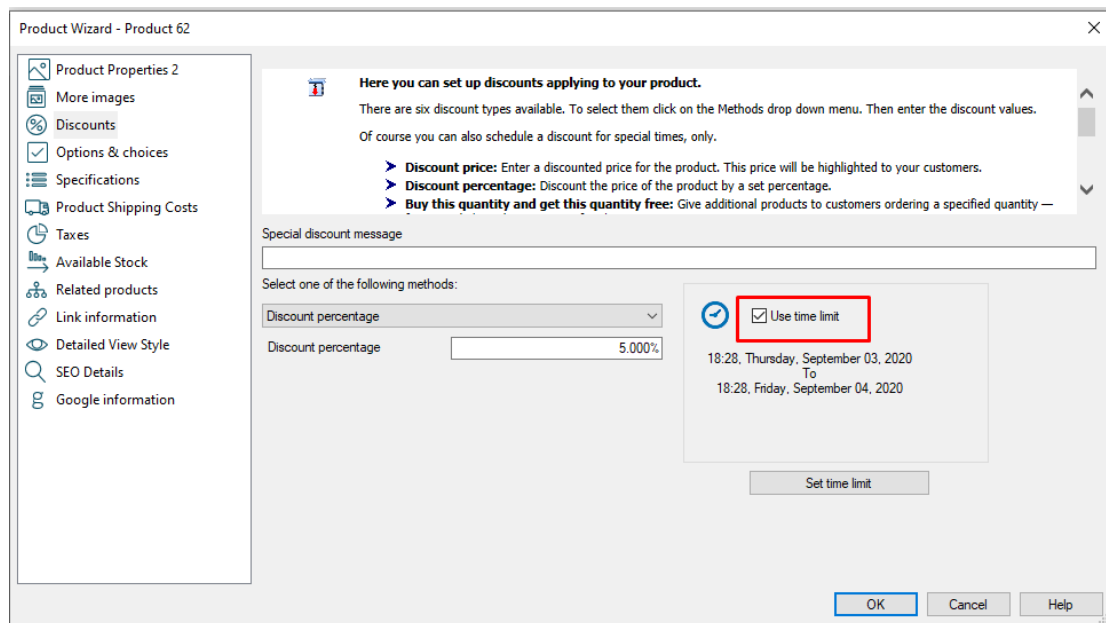 Product Wizard - Product 62
Product Properties 2
More images
Discounts
Options & choices
Specifications
Product Shipping Costs
Taxes
Available Stock
Related products
Link information
Detailed View Style
SEO Details
Google information
Here you can set up discounts applying to your product.
There are six discount types available. To select them click on the Methods drop down menu. Then enter the discount values.
Of course you can also schedule a discount for special times, only.
Discount price: Enter a discounted price for the product. This price will be highlighted to your customers.
Discount percentage: Discount the price of the product by a set percentage.
Buy this quantity and get this quantity free: Give additional products to customers ordering a specified quantity —
Special discount message
Select one of the following methods:
Discount percentage
Discount percentage 5.000%
Use time limit
18:28, Thursday, September 03, 2020
To
18:28, Friday, September 04, 2020
Set time limit
OK Cancel Help